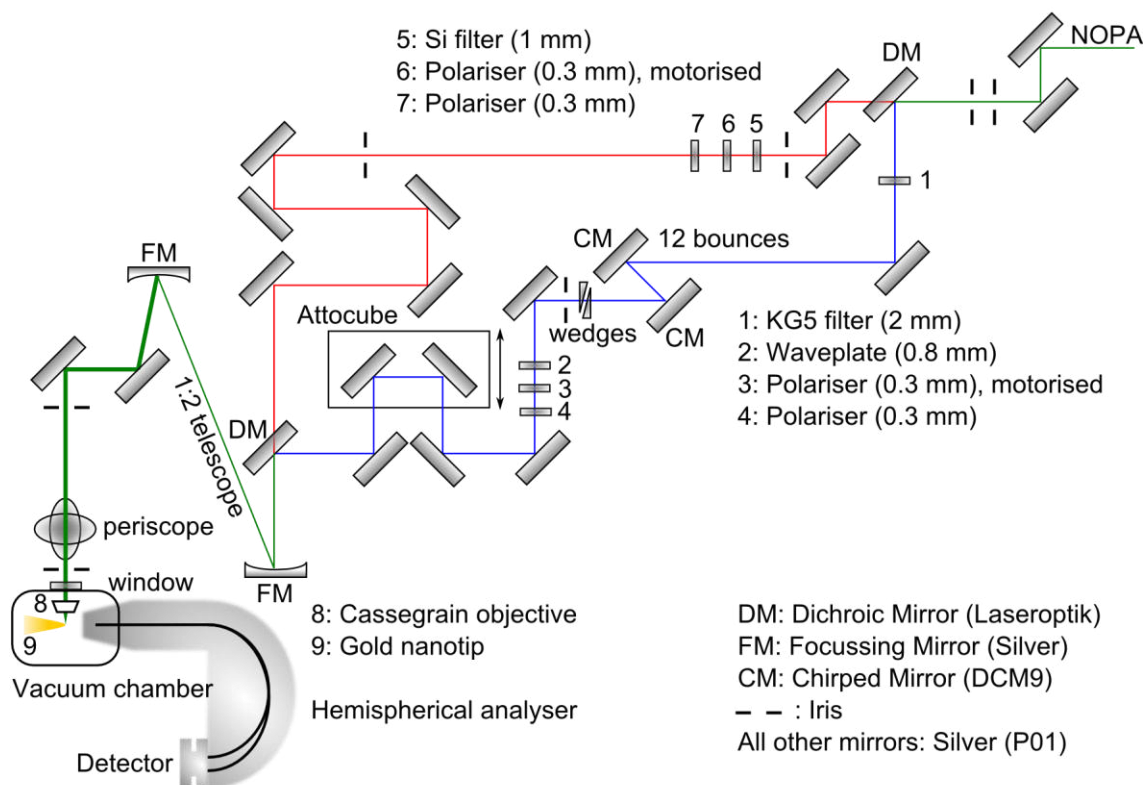 NOPA
DM
5: Si filter (1 mm)
6: Polariser (0.3 mm), motorised
7: Polariser (0.3 mm)
7 6 5
1
CM
12 bounces
FM
Attocube
wedges
CM
1: KG5 filter (2 mm)
2: Waveplate (0.8 mm)
3: Polariser (0.3 mm), motorised
4: Polariser (0.3 mm)
2
3
4
DM
1:2 telescope
periscope
window
FM
8
9
Vacuum chamber
8: Cassegrain objective
9: Gold nanotip
Hemispherical analyser
Detector
DM: Dichroic Mirror (Laseroptik)
FM: Focussing Mirror (Silver)
CM: Chirped Mirror (DCM9)
– – : Iris
All other mirrors: Silver (P01)